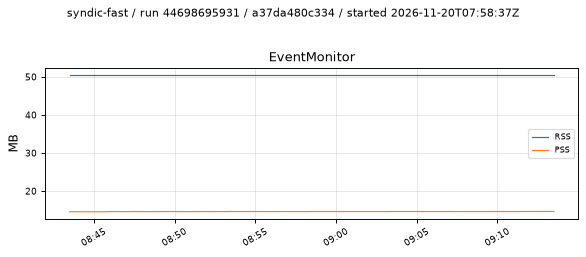 syndic-fast / run 44698695931 / a37da480c334 / started 2026-11-20T07:58:37Z
EventMonitor
MB
50
40
30
20
RSS
PSS
08:45
08:50
08:55
09:00
09:05
09:10